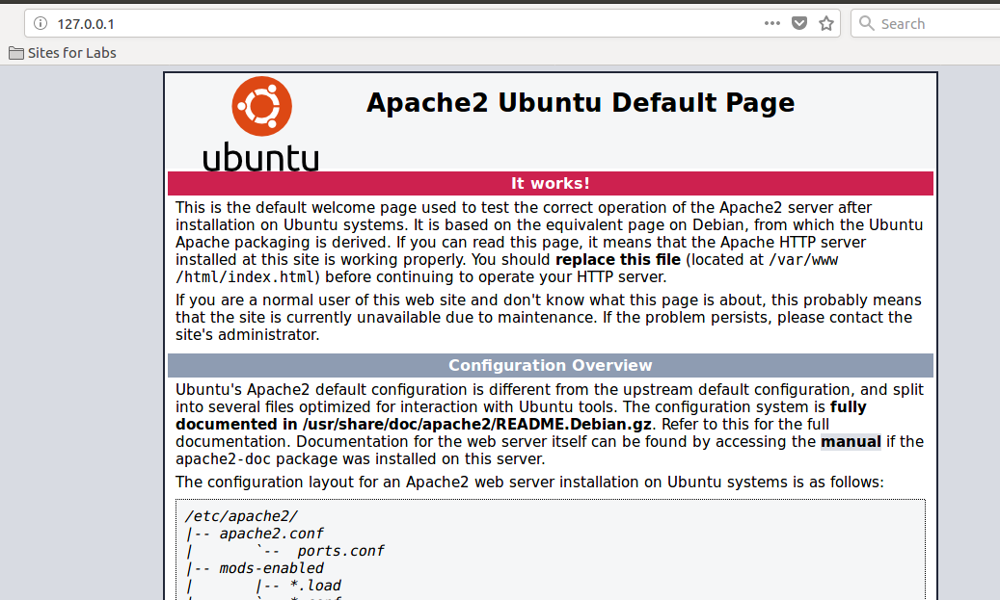 127.0.0.1
Search
Sites for Labs
Apache2 Ubuntu Default Page
ubuntu
It works!
This is the default welcome page used to test the correct operation of the Apache2 server after
installation on Ubuntu systems. It is based on the equivalent page on Debian, from which the Ubuntu
Apache packaging is derived. If you can read this page, it means that the Apache HTTP server
installed at this site is working properly. You should replace this file (located at /var/www
/html/index.html) before continuing to operate your HTTP server.
If you are a normal user of this web site and don't know what this page is about, this probably means
that the site is currently unavailable due to maintenance. If the problem persists, please contact the
site's administrator.
Configuration Overview
Ubuntu's Apache2 default configuration is different from the upstream default configuration, and split
into several files optimized for interaction with Ubuntu tools. The configuration system is fully
documented in /usr/share/doc/apache2/README.Debian.gz. Refer to this for the full
documentation. Documentation for the web server itself can be found by accessing the manual if the
apache2-doc package was installed on this server.
The configuration layout for an Apache2 web server installation on Ubuntu systems is as follows:
/etc/apache2/
|-- apache2.conf
|       `--  ports.conf
|-- mods-enabled
|       |-- *.load